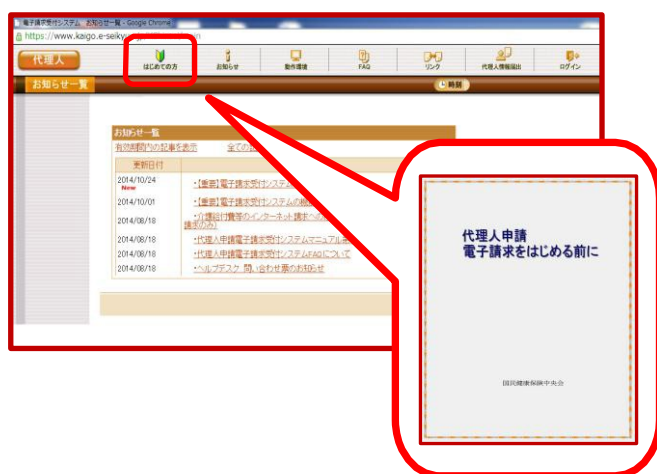 電子請求受付システム お知らせ一覧 - Google Chrome
https://www.kaigo.e-seikyu
代理人
はじめての方
お知らせ
動作環境
FAQ
リンク
代理人情報届出
ログイン
お知らせ一覧
時刻
お知らせ一覧
有効期間内の記事を表示 全ての
更新日付
2014/10/24 ・【重要】電子請求受付システム
New
2014/10/01 ・【重要】電子請求受付システムの
2014/08/18 ・介護給付費等のインターネット請求への
請求のみ）
2014/08/18 ・代理人申請電子請求受付システムマニュアル
2014/08/18 ・代理人申請電子請求受付システムFAQについて
2014/08/18 ・ヘルプデスク 問い合わせ票のお知らせ
代理人申請
電子請求をはじめる前に
国民健康保険中央会